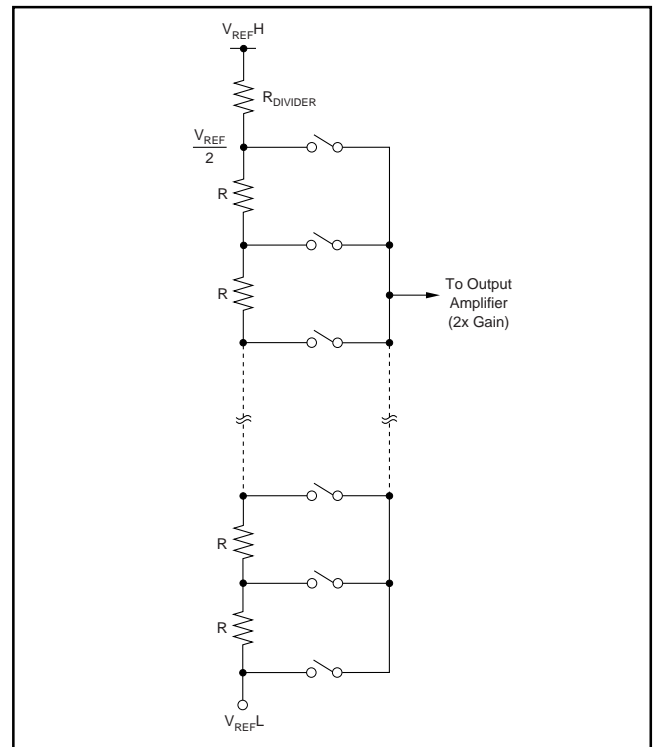 VREFH
RDIVIDER
VREF
2
R
R
To Output
Amplifier
(2x Gain)
R
R
VREFL